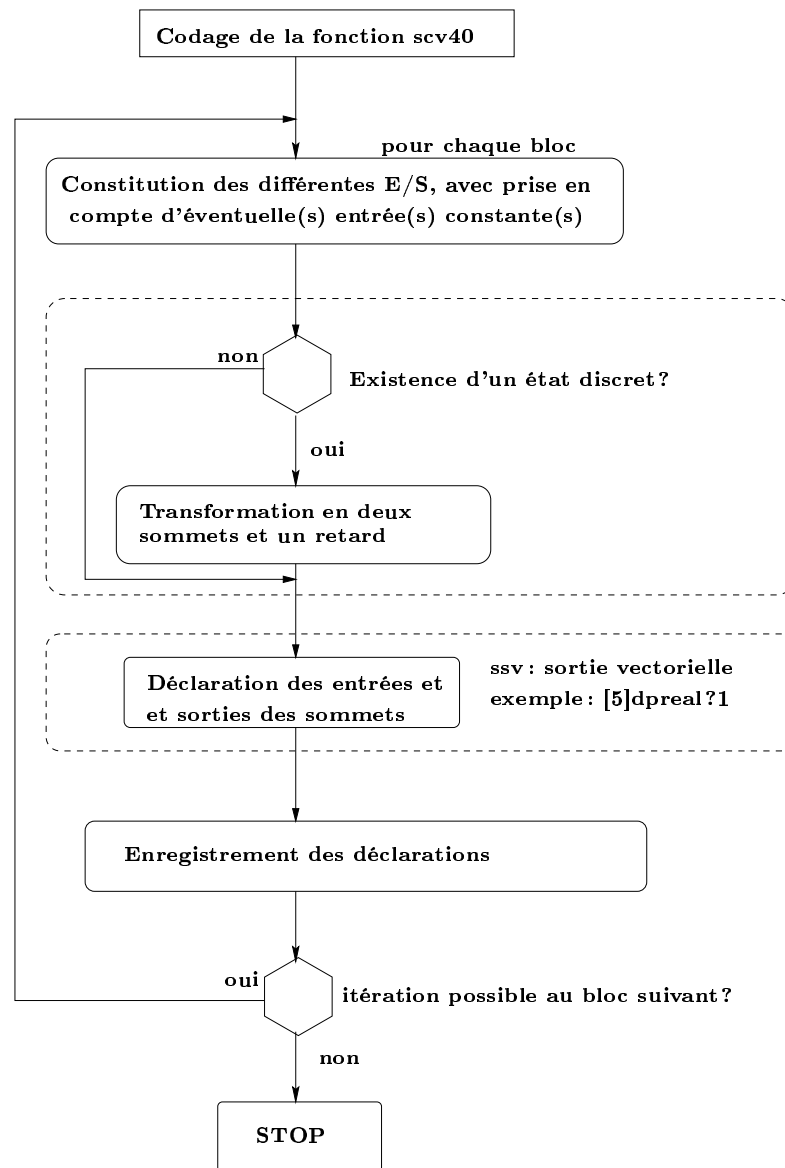 Codage de la fonction scv40
pour chaque bloc
Constitution des différentes E/S, avec prise en
compte d'éventuelle(s) entrée(s) constante(s)
non
Existence d'un état discret?
oui
Transformation en deux
sommets et un retard
Déclaration des entrées et
et sorties des sommets
ssv: sortie vectorielle
exemple: [5]dpreal?1
Enregistrement des déclarations
oui
itération possible au bloc suivant?
non
STOP